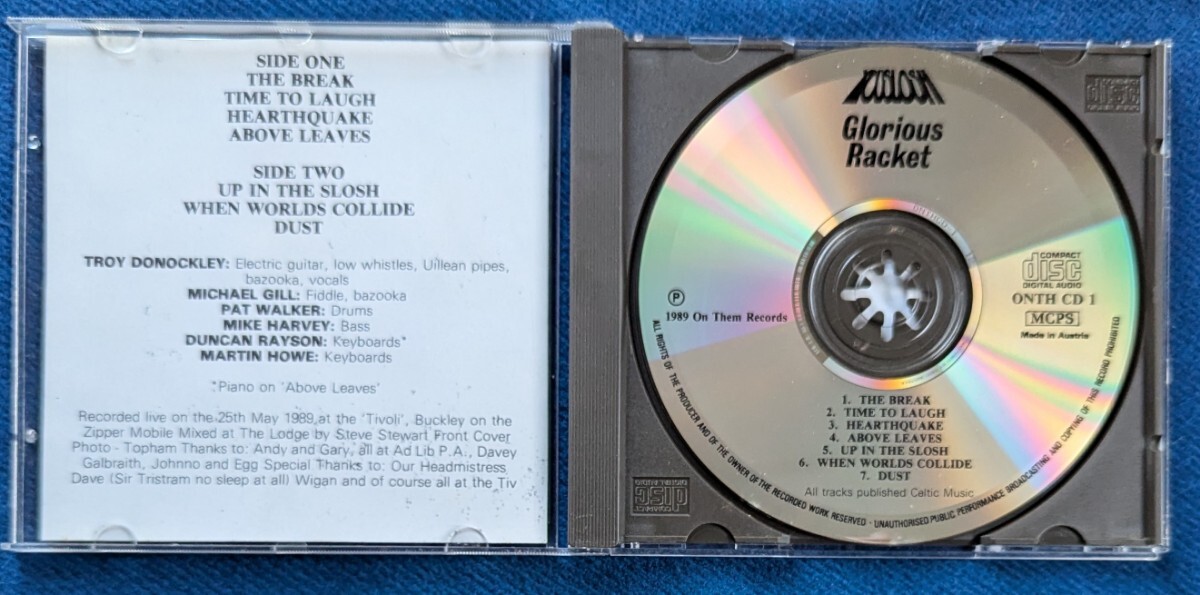 SIDE ONE
THE BREAK
TIME TO LAUGH
HEARTHQUAKE
ABOVE LEAVES
SIDE TWO
UP IN THE SLOSH
WHEN WORLDS COLLIDE
DUST
TROY DONOCKLEY: Electric guitar, low whistles, Uillean pipes,
bazooka, vocals
MICHAEL GILL: Fiddle, bazooka
PAT WALKER: Drums
MIKE HARVEY: Bass
DUNCAN RAYSON: Keyboards*
MARTIN HOWE: Keyboards
*Piano on 'Above Leaves'
Recorded live on the 25th May 1989 at the 'Tivoli', Buckley on the
Zipper Mobile Mixed at The Lodge by Steve Stewart Front Cover
Photo - Topham Thanks to: Andy and Gary, all at Ad Lib P.A., Davey
Galbraith, Johnno and Egg Special Thanks to: Our Headmistress
Dave (Sir Tristram no sleep at all) Wigan and of course all at the Tiv
Glorious
Racket
COMPACT
disc
DIGITAL AUDIO
ONTH CD 1
MCPS
Made in Austria
℗
1989 On Them Records
1. THE BREAK
2. TIME TO LAUGH
3. HEARTHQUAKE
4. ABOVE LEAVES
5. UP IN THE SLOSH
6. WHEN WORLDS COLLIDE
7. DUST
All tracks published Celtic Music
ALL RIGHTS OF THE PRODUCER AND OF THE OWNER OF THE RECORDED WORK RESERVED · UNAUTHORISED PUBLIC PERFORMANCE BROADCASTING AND COPYING OF THIS RECORD PROHIBITED
COMPACT
disc
DIGITAL AUDIO
disc